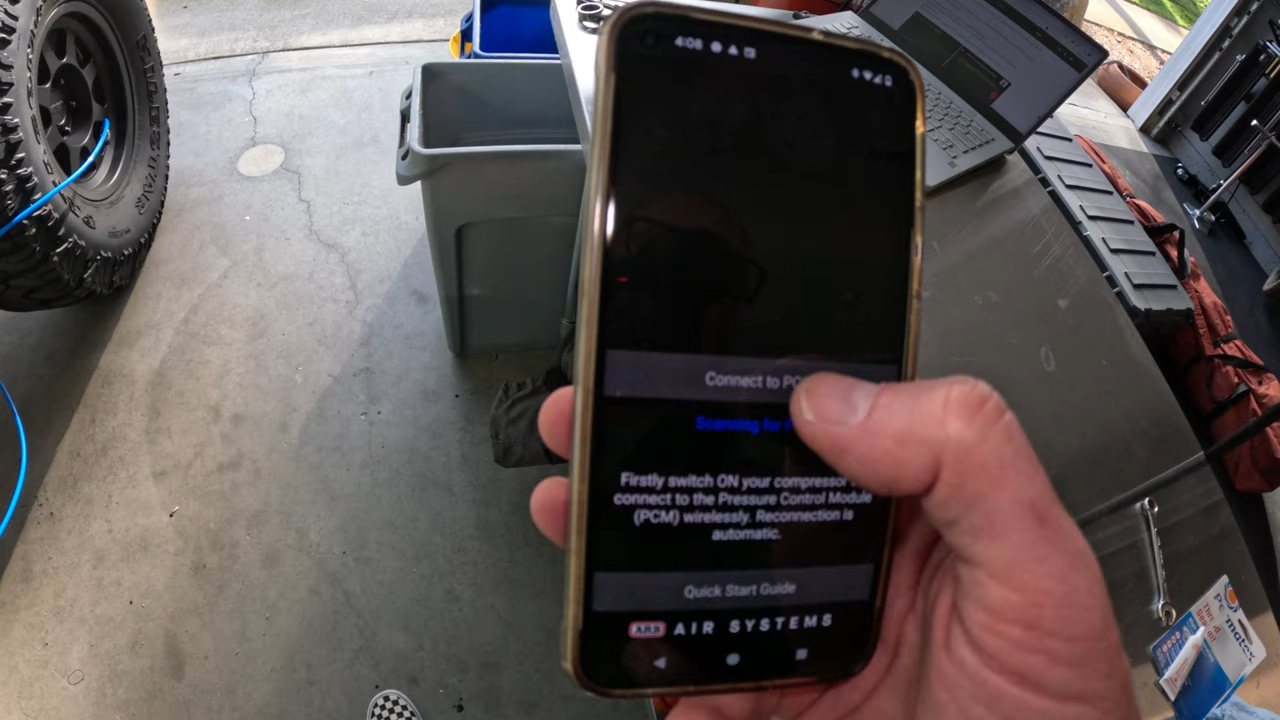 4:08
Connect to
Scanning for
Firstly switch ON your compressor
connect to the Pressure Control Module
(PCM) wirelessly. Reconnection is
automatic.
Quick Start Guide
ARB AIR SYSTEMS